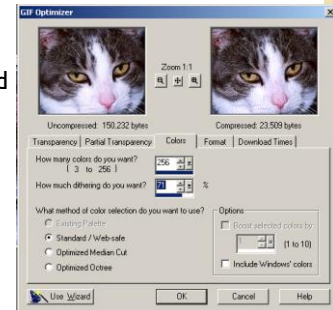 GIF Optimizer
Zoom 1:1
d
Uncompressed: 150,232 bytes
Compressed: 23,509 bytes
Transparency Partial Transparency Colors Format Download Times
How many colors do you want?
( 3 to 256 )
256
How much dithering do you want?
71 %
What method of color selection do you want to use?
Existing Palette
Standard / Web-safe
Optimized Median Cut
Optimized Octree
Options
Boost selected colors by
1 (1 to 10)
Include Windows' colors
Use Wizard OK Cancel Help